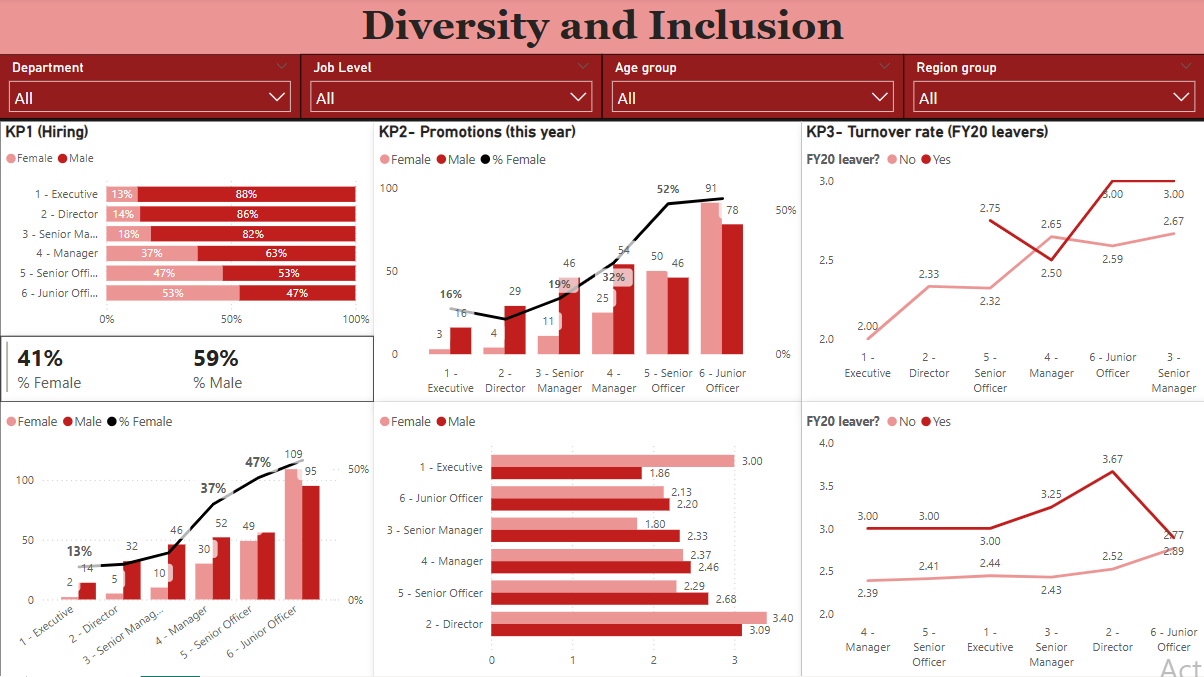 Diversity and Inclusion
Department
Job Level
Age group
Region group
All
All
All
All
KP1 (Hiring)
Female Male
1 - Executive 13% 88%
2 - Director 14% 86%
3 - Senior Ma... 18% 82%
4 - Manager 37% 63%
5 - Senior Offi... 47% 53%
6 - Junior Offi... 53% 47%
0% 50% 100%
41% 59%
% Female % Male
Female Male % Female
100
50
0
50%
0%
13% 37% 47%
2 14 5 32 10 46 30 52 49 109 95
1 - Executive
2 - Director
3 - Senior Manag...
4 - Manager
5 - Senior Officer
6 - Junior Officer
KP2- Promotions (this year)
Female Male % Female
100
50
0
50%
0%
16% 19% 32% 52%
3 16 4 29 11 46 25 54 50 46 91 78
1 -
Executive
2 -
Director
3 - Senior
Manager
4 -
Manager
5 - Senior
Officer
6 - Junior
Officer
Female Male
1 - Executive 3.00
1.86
6 - Junior Officer 2.13
2.20
3 - Senior Manager 1.80
2.33
4 - Manager 2.37
2.46
5 - Senior Officer 2.29
2.68
2 - Director 3.40
3.09
0 1 2 3
KP3- Turnover rate (FY20 leavers)
FY20 leaver? No Yes
3.0
2.5
2.0
2.75 2.50 3.00 3.00
2.00 2.33 2.32 2.65 2.59 2.67
1 -
Executive
2 -
Director
5 -
Senior
Officer
4 -
Manager
6 - Junior
Officer
3 -
Senior
Manager
FY20 leaver? No Yes
4.0
3.5
3.0
2.5
2.0
3.00 3.00 3.00 3.25 3.67 2.89
2.39 2.41 2.44 2.43 2.52 2.77
4 -
Manager
5 -
Senior
Officer
1 -
Executive
3 -
Senior
Manager
2 -
Director
6 - Junior
Officer
Act